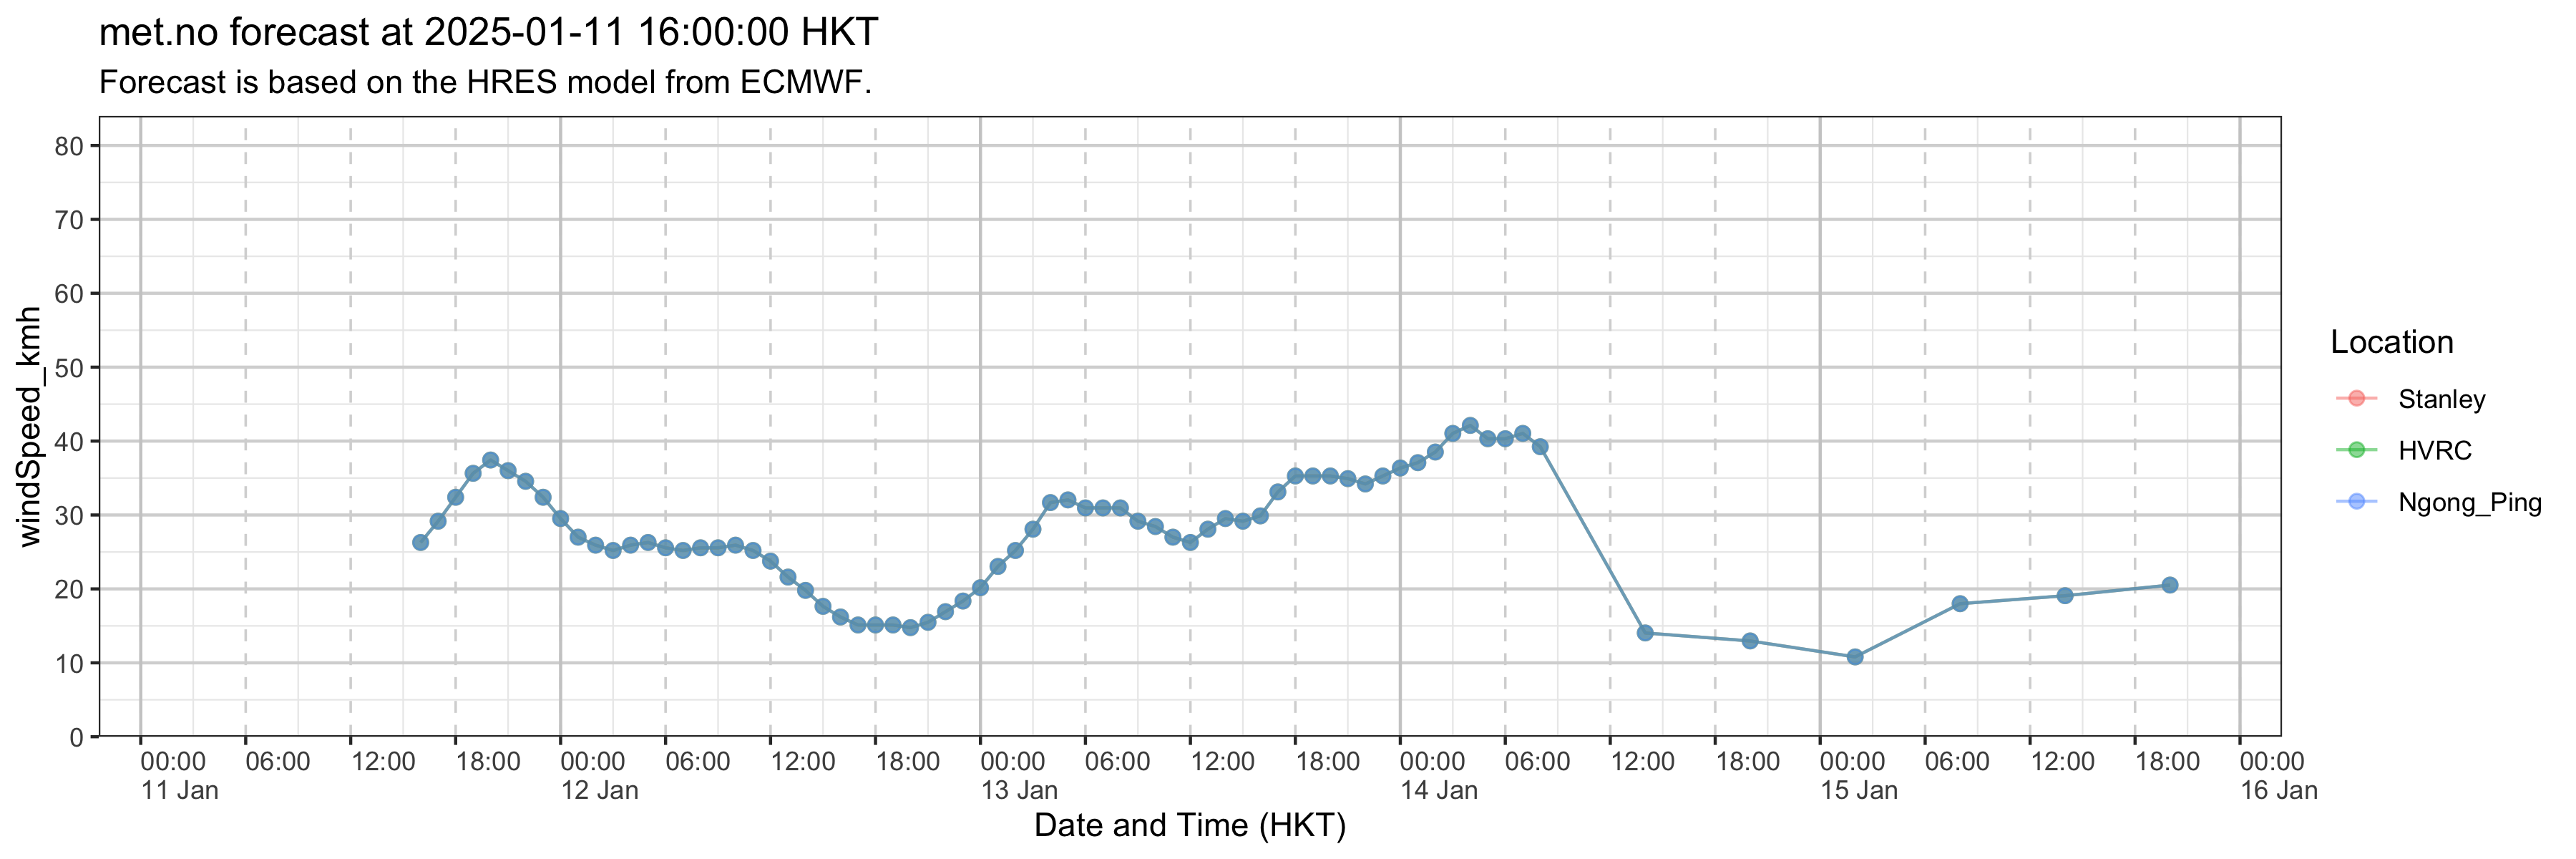 met.no forecast at 2025-01-11 16:00:00 HKT
Forecast is based on the HRES model from ECMWF.
windSpeed_kmh
80
70
60
50
40
30
20
10
0
00:00 06:00 12:00 18:00 00:00 06:00 12:00 18:00 00:00 06:00 12:00 18:00 00:00 06:00 12:00 18:00 00:00 06:00 12:00 18:00 00:00
11 Jan 12 Jan 13 Jan 14 Jan 15 Jan 16 Jan
Date and Time (HKT)
Location
Stanley
HVRC
Ngong_Ping